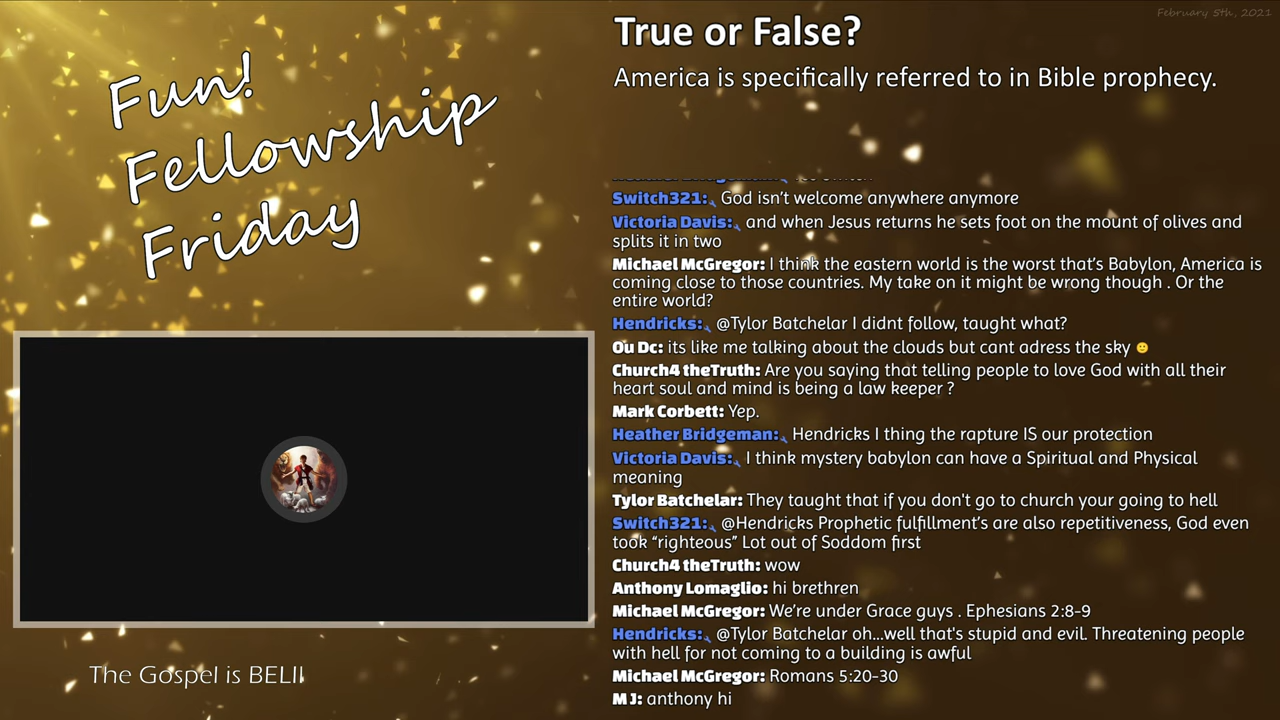 February 5th, 2021
Fun!
Fellowship
Friday
True or False?
America is specifically referred to in Bible prophecy.
Switch321: God isn't welcome anywhere anymore
Victoria Davis: and when Jesus returns he sets foot on the mount of olives and
splits it in two
Michael McGregor: I think the eastern world is the worst that's Babylon, America is
coming close to those countries. My take on it might be wrong though . Or the
entire world?
Hendricks: @Tylor Batchelar I didnt follow, taught what?
Ou Dc: its like me talking about the clouds but cant adress the sky 🙂
Church4 theTruth: Are you saying that telling people to love God with all their
heart soul and mind is being a law keeper ?
Mark Corbett: Yep.
Heather Bridgeman: Hendricks I thing the rapture IS our protection
Victoria Davis: I think mystery babylon can have a Spiritual and Physical
meaning
Tylor Batchelar: They taught that if you don't go to church your going to hell
Switch321: @Hendricks Prophetic fulfillment's are also repetitiveness, God even
took “righteous” Lot out of Soddom first
Church4 theTruth: wow
Anthony Lomaglio: hi brethren
Michael McGregor: We're under Grace guys . Ephesians 2:8-9
Hendricks: @Tylor Batchelar oh...well that's stupid and evil. Threatening people
with hell for not coming to a building is awful
Michael McGregor: Romans 5:20-30
M J: anthony hi
The Gospel is BELI